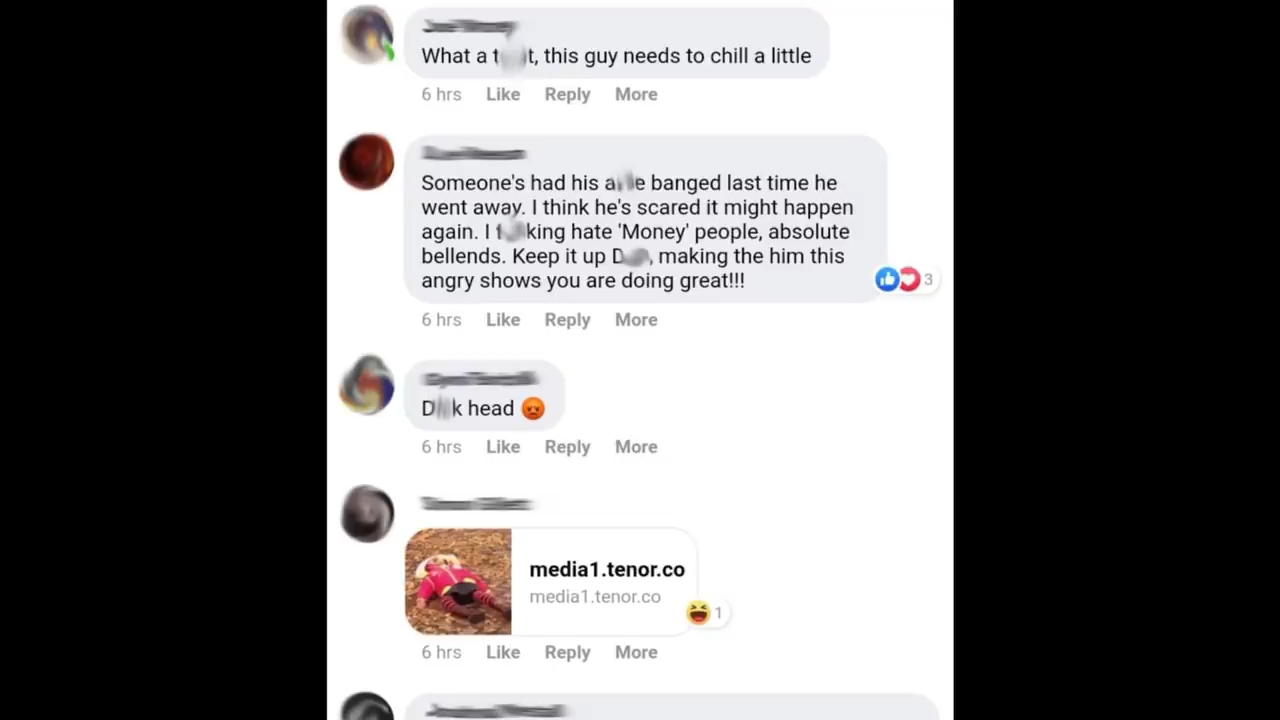 What a t t, this guy needs to chill a little
6 hrs Like Reply More
Someone's had his a e banged last time he
went away. I think he's scared it might happen
again. I f king hate 'Money' people, absolute
bellends. Keep it up D , making the him this
angry shows you are doing great!!!
3
6 hrs Like Reply More
D k head
6 hrs Like Reply More
media1.tenor.co
media1.tenor.co
1
6 hrs Like Reply More